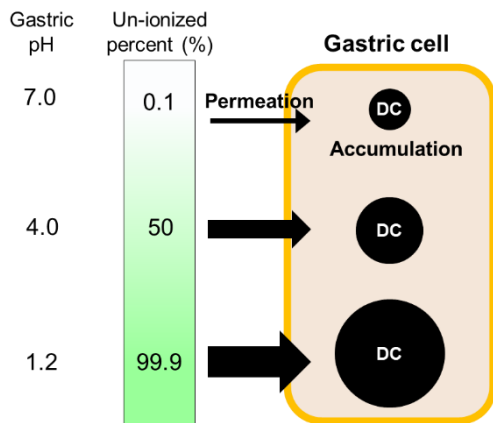 Gastric
pH
Un-ionized
percent (%)
Gastric cell
7.0
0.1
Permeation
DC
Accumulation
4.0
50
DC
1.2
99.9
DC